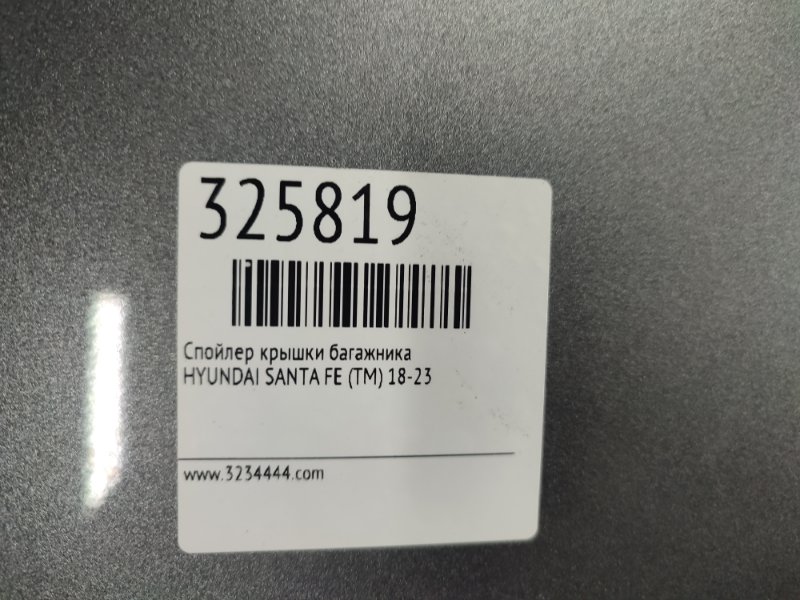 325819
Спойлер крышки багажника
HYUNDAI SANTA FE (TM) 18-23
www.3234444.com